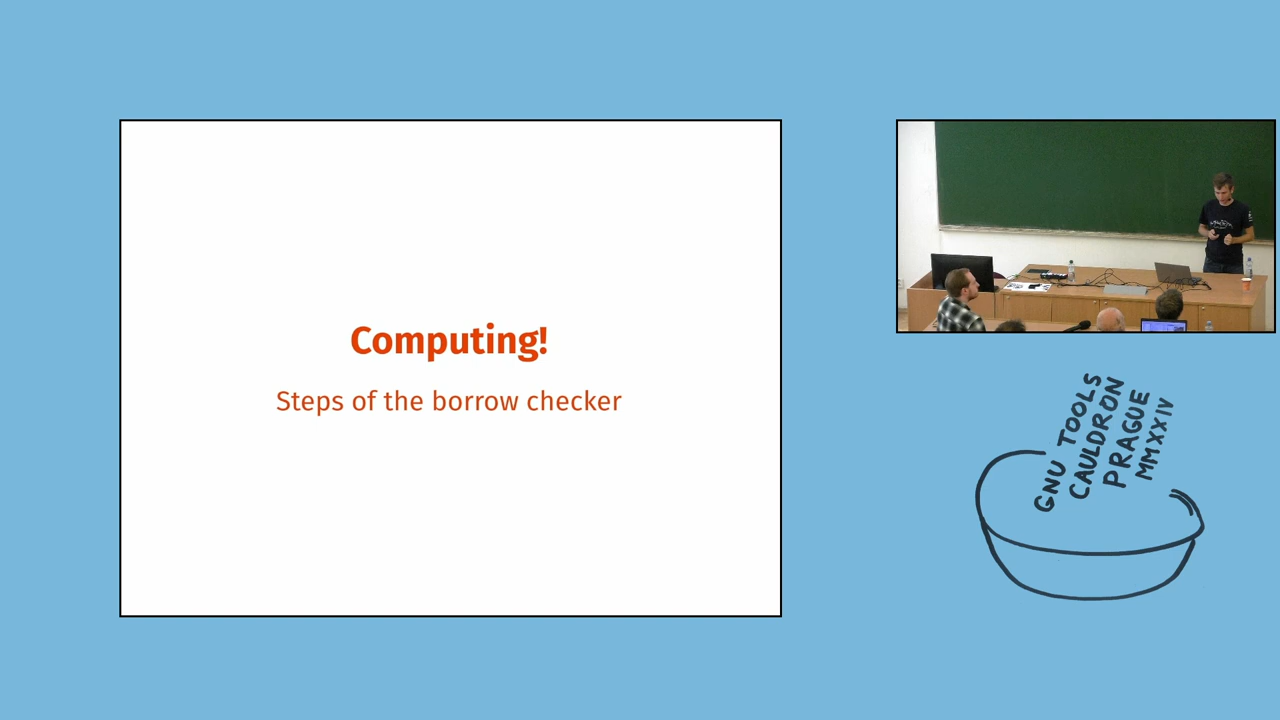 Computing!
Steps of the borrow checker
GNU TOOLS
CAULDRON
PRAGUE
MMXXIV